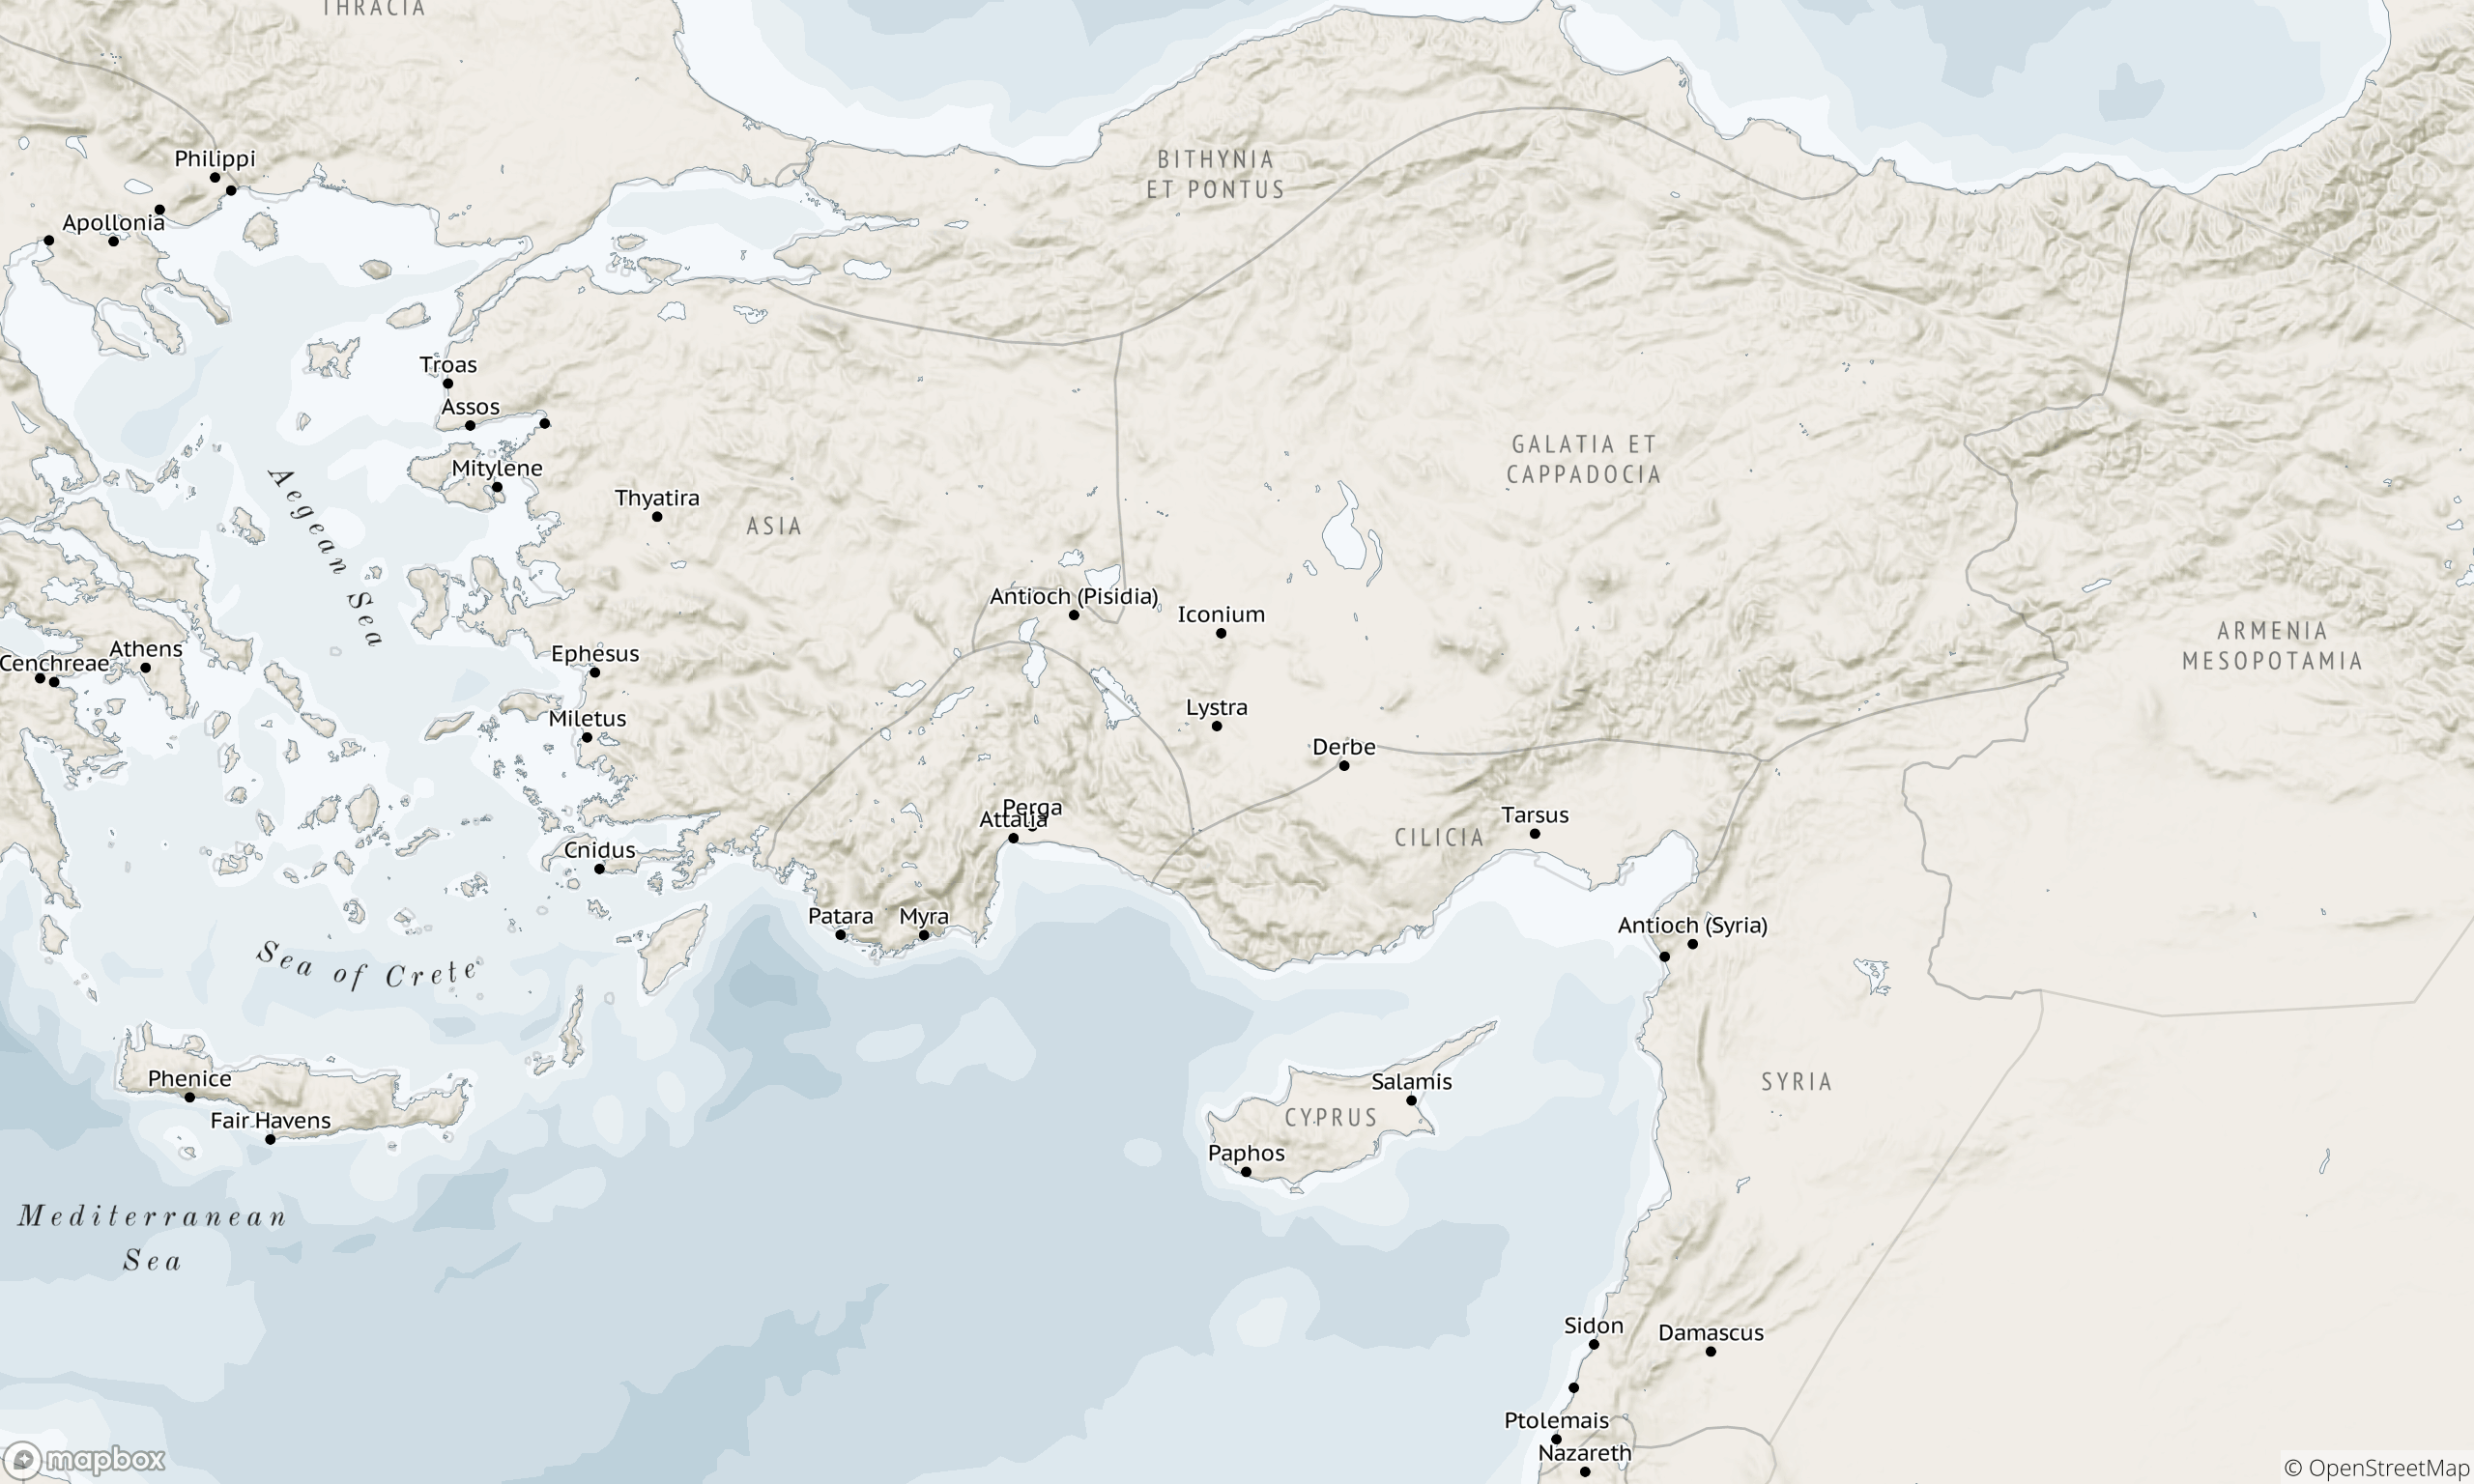 THRACIA
Philippi
BITHYNIA
ET PONTUS
Apollonia
Troas
Assos
GALATIA ET
CAPPADOCIA
Mitylene
Thyatira
ASIA
Aegean Sea
Antioch (Pisidia)
Iconium
ARMENIA
MESOPOTAMIA
Athens
Cenchreae
Ephesus
Lystra
Miletus
Derbe
Perga
Attalia
Tarsus
CILICIA
Cnidus
Patara
Myra
Antioch (Syria)
Sea of Crete
Phenice
Salamis
SYRIA
CYPRUS
Fair Havens
Paphos
Mediterranean
Sea
Sidon
Damascus
Ptolemais
Nazareth
mapbox
© OpenStreetMap